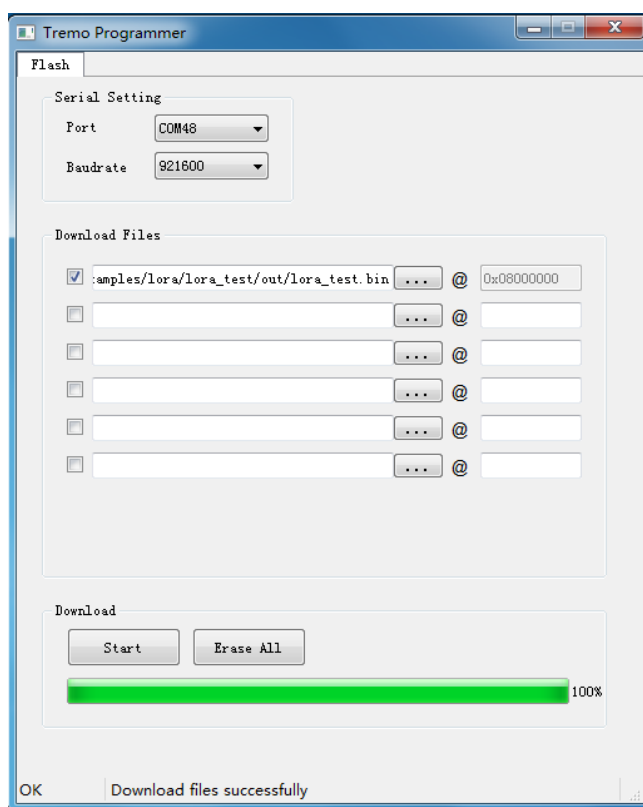 Tremo Programmer
Flash
Serial Setting
Port COM48
Baudrate 921600
Download Files
:amples/lora/lora_test/out/lora_test.bin ... @ 0x08000000
... @
... @
... @
... @
... @
Download
Start Erase All
100%
OK Download files successfully